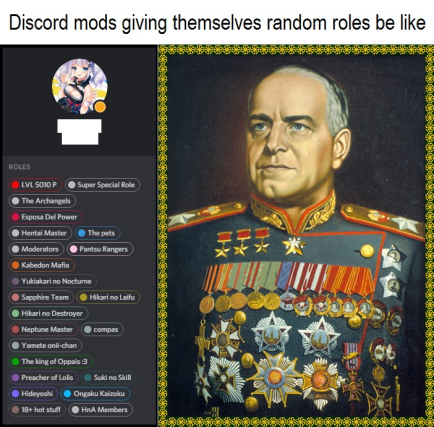 Discord mods giving themselves random roles be like
ROLES
LVL 5010 P Super Special Role
The Archangels
Esposa Del Power
Hentai Master The pets
Moderators Pantsu Rangers
Kabedon Mafia
Yukiakari no Nocturne
Sapphire Team Hikari no Laifu
Hikari no Destroyer
Neptune Master compas
Yamete onii-chan
The king of Oppais :3
Preacher of Lolis Suki no Skill
Hideyoshi Ongaku Kaizoku
18+ hot stuff HnA Members